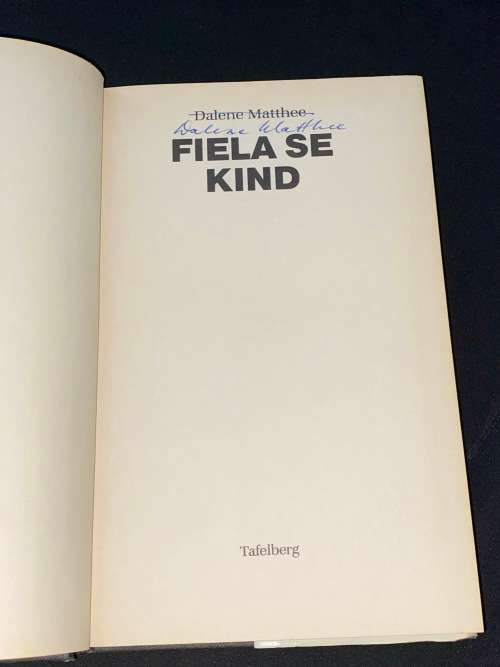 Dalene Matthee
Dalene Matthee
FIELA SE
KIND
Tafelberg